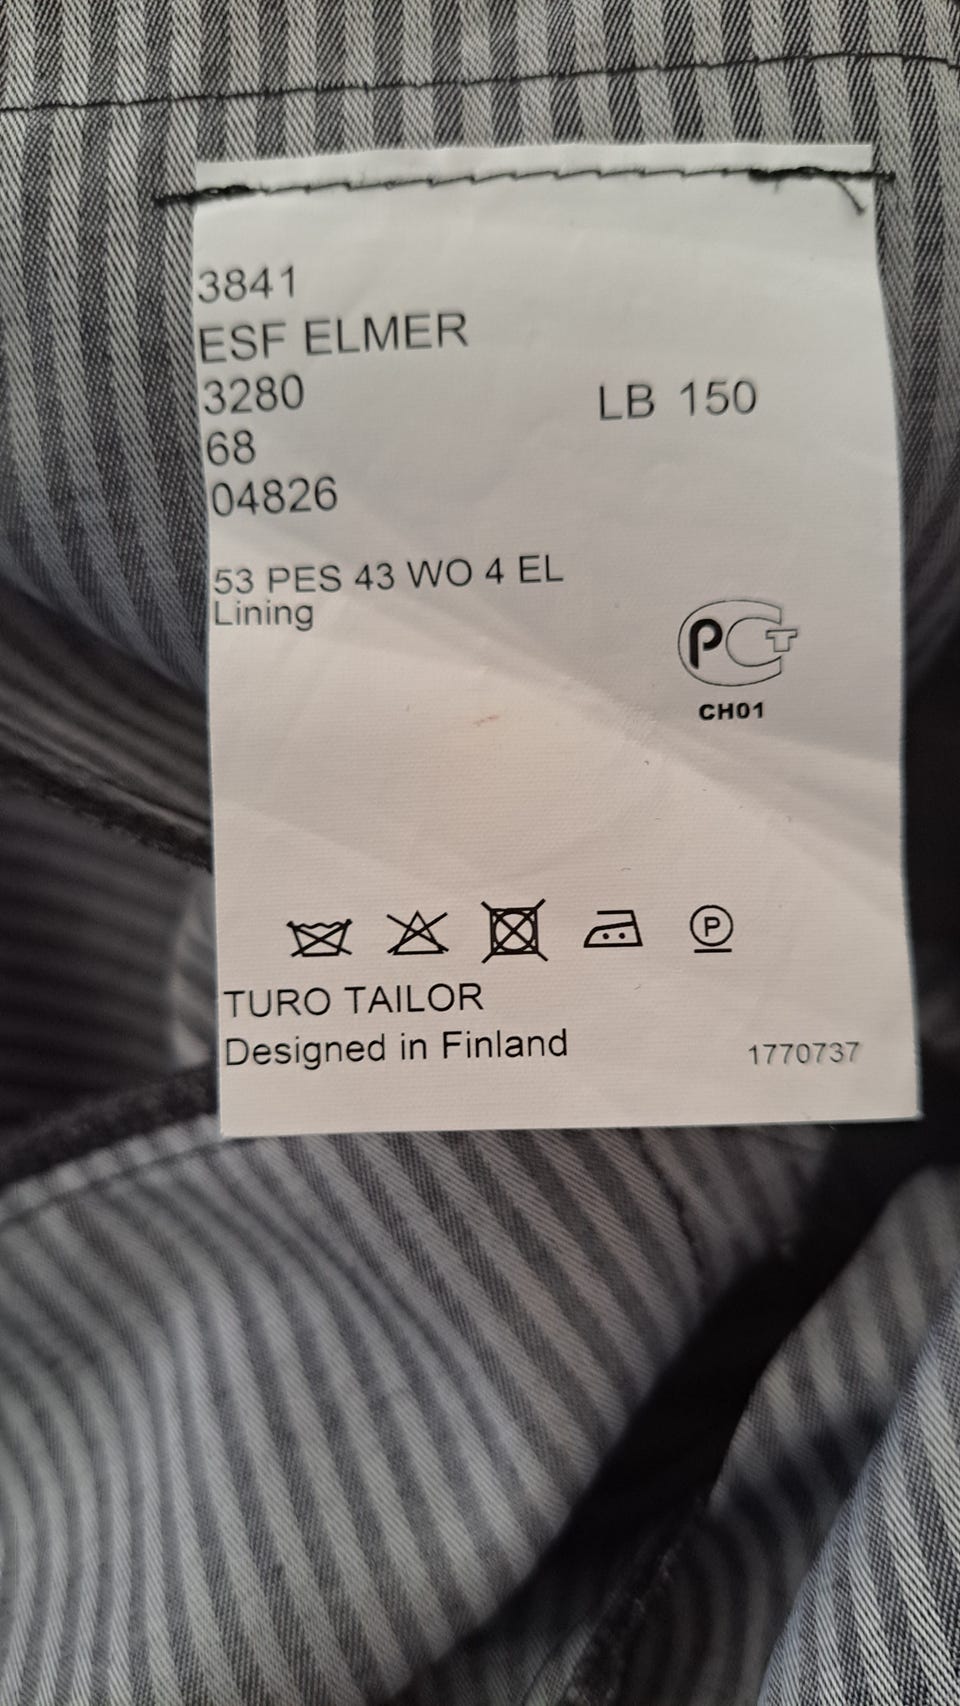 3841
ESF ELMER
3280 LB 150
68
04826
53 PES 43 WO 4 EL
Lining
PCT
CH01
P
TURO TAILOR
Designed in Finland 1770737